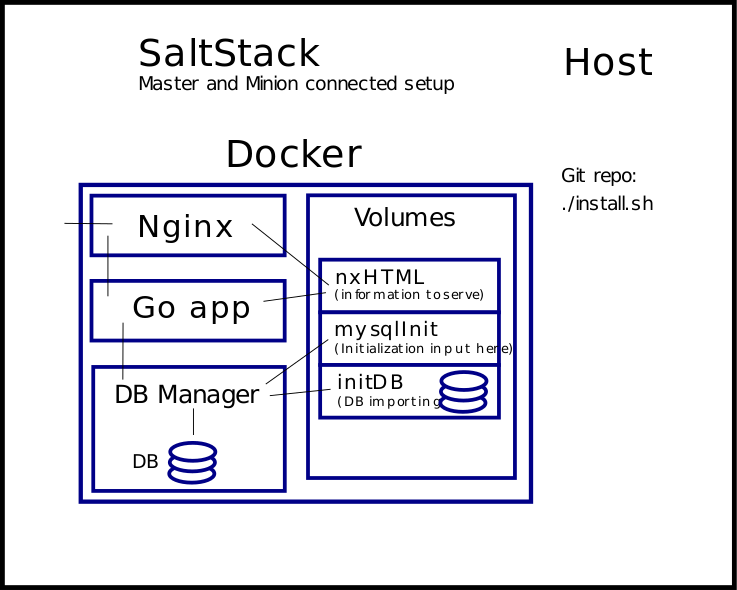 SaltStack
Master and Minion connected setup
Host
Docker
Git repo:
./install.sh
Nginx
Go app
DB Manager
DB
Volumes
nxHTML
(information to serve)
mysqlInit
(Initialization input here)
initDB
(DB importing